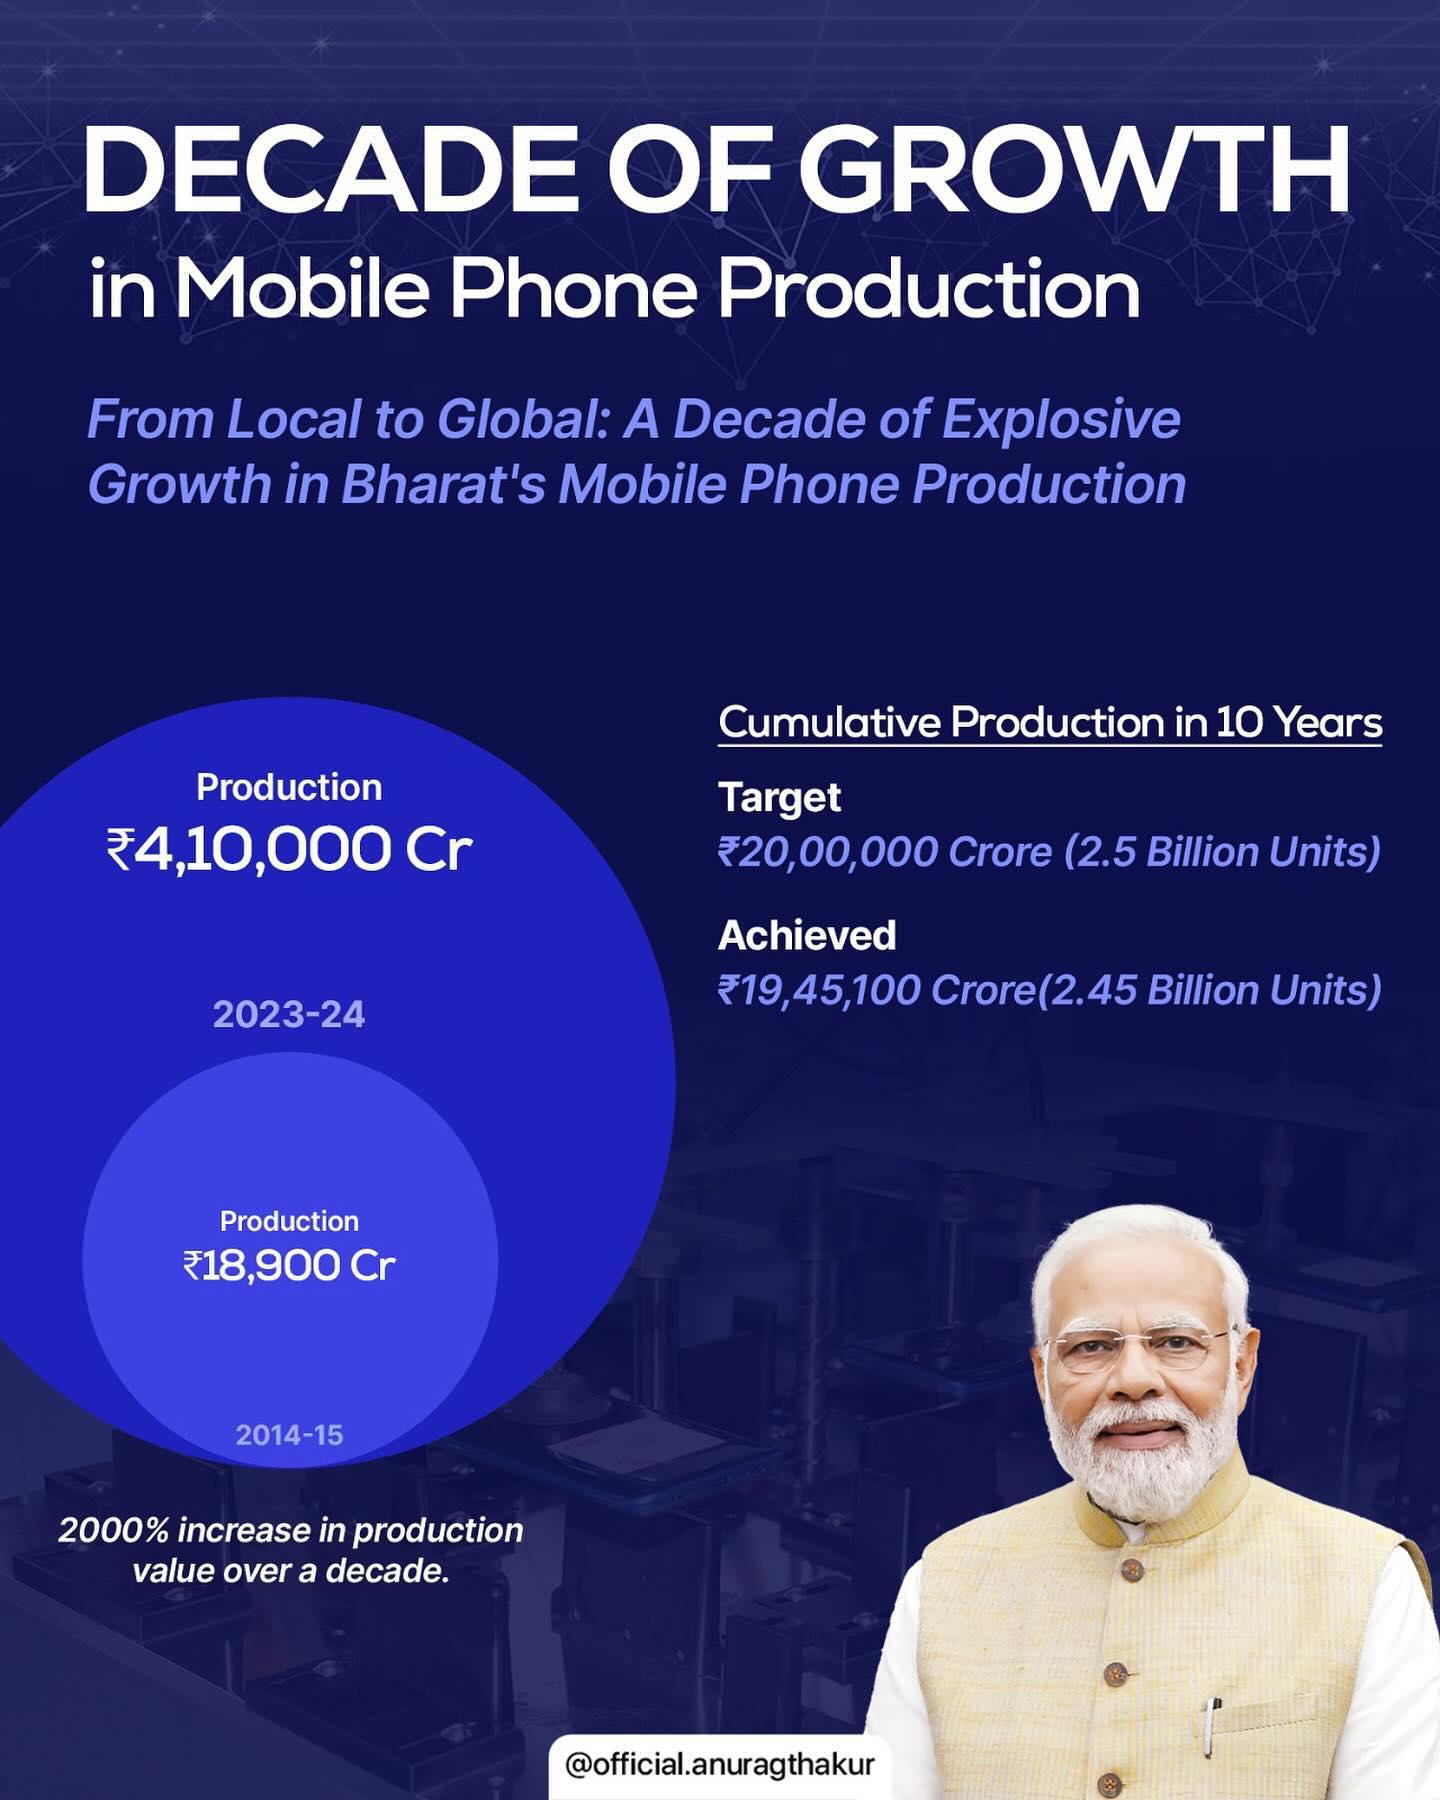 DECADE OF GROWTH
in Mobile Phone Production
From Local to Global: A Decade of Explosive
Growth in Bharat's Mobile Phone Production
Production
₹4,10,000 Cr
2023-24
Production
₹18,900 Cr
2014-15
2000% increase in production
value over a decade.
Cumulative Production in 10 Years
Target
₹20,00,000 Crore (2.5 Billion Units)
Achieved
₹19,45,100 Crore(2.45 Billion Units)
@official.anuragthakur